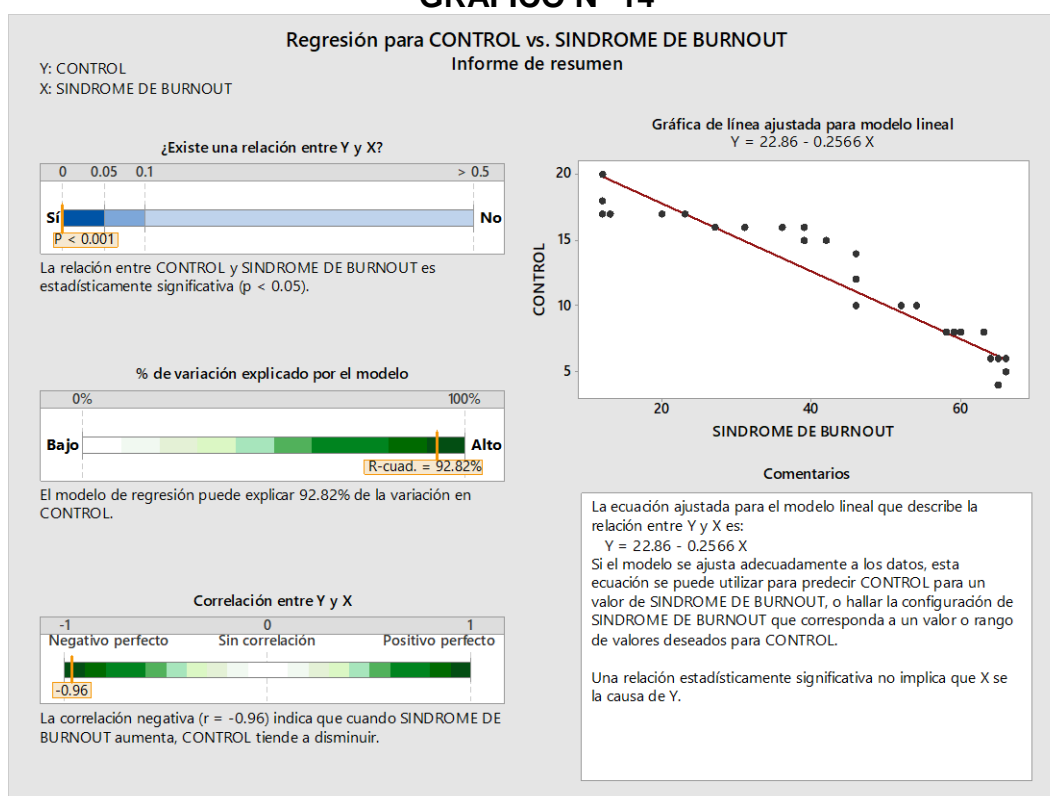 GRÁFICO N° 14
Regresión para CONTROL vs. SINDROME DE BURNOUT
Informe de resumen
Y: CONTROL
X: SINDROME DE BURNOUT
¿Existe una relación entre Y y X?
0 0.05 0.1 > 0.5
Sí No
P < 0.001
La relación entre CONTROL y SINDROME DE BURNOUT es
estadísticamente significativa (p < 0.05).
% de variación explicado por el modelo
0% 100%
Bajo Alto
R-cuad. = 92.82%
El modelo de regresión puede explicar 92.82% de la variación en
CONTROL.
Correlación entre Y y X
-1 0 1
Negativo perfecto Sin correlación Positivo perfecto
-0.96
La correlación negativa (r = -0.96) indica que cuando SINDROME DE
BURNOUT aumenta, CONTROL tiende a disminuir.
Gráfica de línea ajustada para modelo lineal
Y = 22.86 - 0.2566 X
20
15
10
5
CONTROL
20 40 60
SINDROME DE BURNOUT
Comentarios
La ecuación ajustada para el modelo lineal que describe la
relación entre Y y X es:
Y = 22.86 - 0.2566 X
Si el modelo se ajusta adecuadamente a los datos, esta
ecuación se puede utilizar para predecir CONTROL para un
valor de SINDROME DE BURNOUT, o hallar la configuración de
SINDROME DE BURNOUT que corresponda a un valor o rango
de valores deseados para CONTROL.
Una relación estadísticamente significativa no implica que X se
la causa de Y.